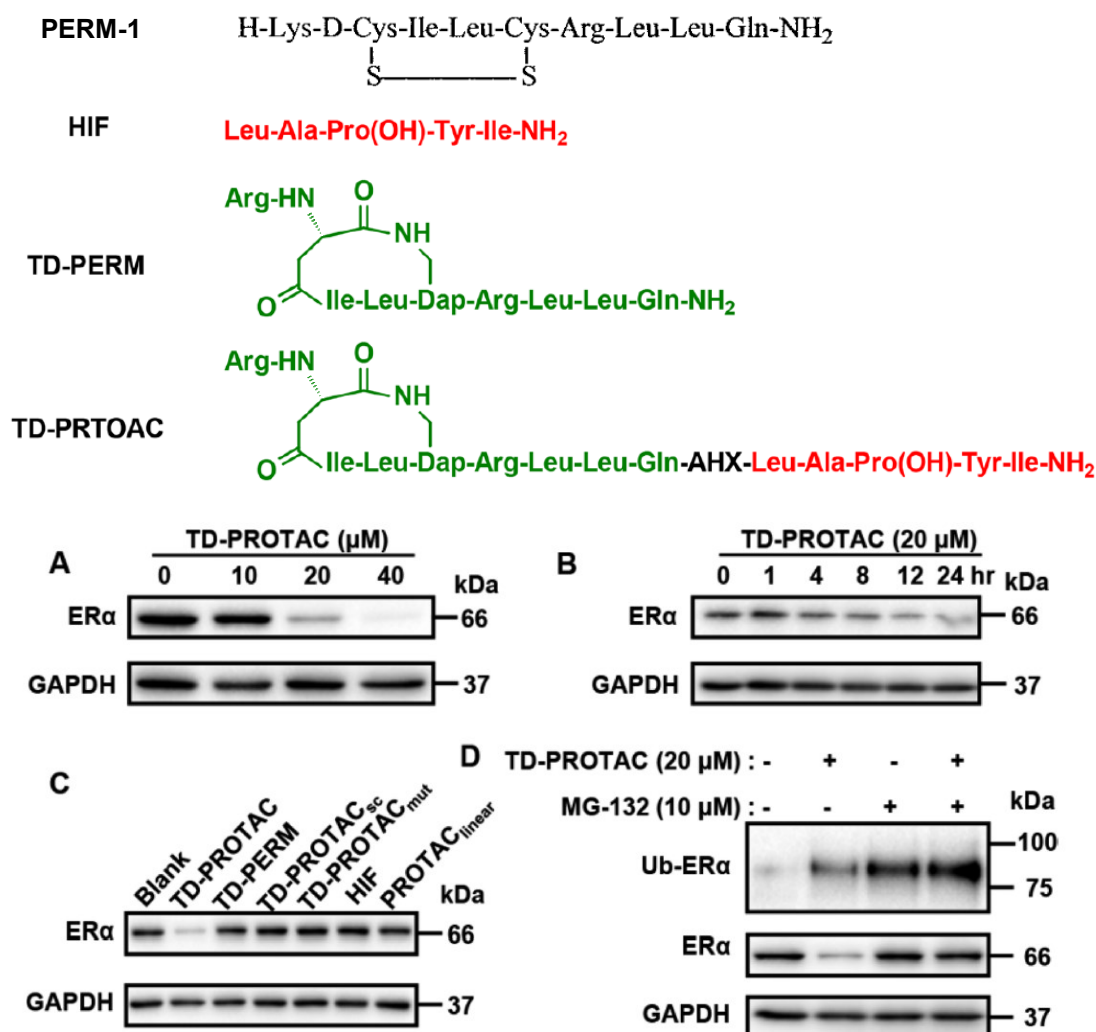 PERM-1 H-Lys-D-Cys-Ile-Leu-Cys-Arg-Leu-Leu-Gln-NH₂
S S
HIF Leu-Ala-Pro(OH)-Tyr-Ile-NH₂
Arg-HN O
NH
TD-PERM
O Ile-Leu-Dap-Arg-Leu-Leu-Gln-NH₂
Arg-HN O
NH
TD-PRTOAC
O Ile-Leu-Dap-Arg-Leu-Leu-Gln-AHX-Leu-Ala-Pro(OH)-Tyr-Ile-NH₂
A TD-PROTAC (μM)
0 10 20 40 kDa
ERα 66
GAPDH 37
B TD-PROTAC (20 μM)
0 1 4 8 12 24 hr kDa
ERα 66
GAPDH 37
C
Blank TD-PROTAC TD-PERM TD-PROTACsc TD-PROTACmut HIF PROTAClinear kDa
ERα 66
GAPDH 37
D TD-PROTAC (20 μM) : - + - +
MG-132 (10 μM) : - - + + kDa
100
Ub-ERα
75
ERα 66
GAPDH 37